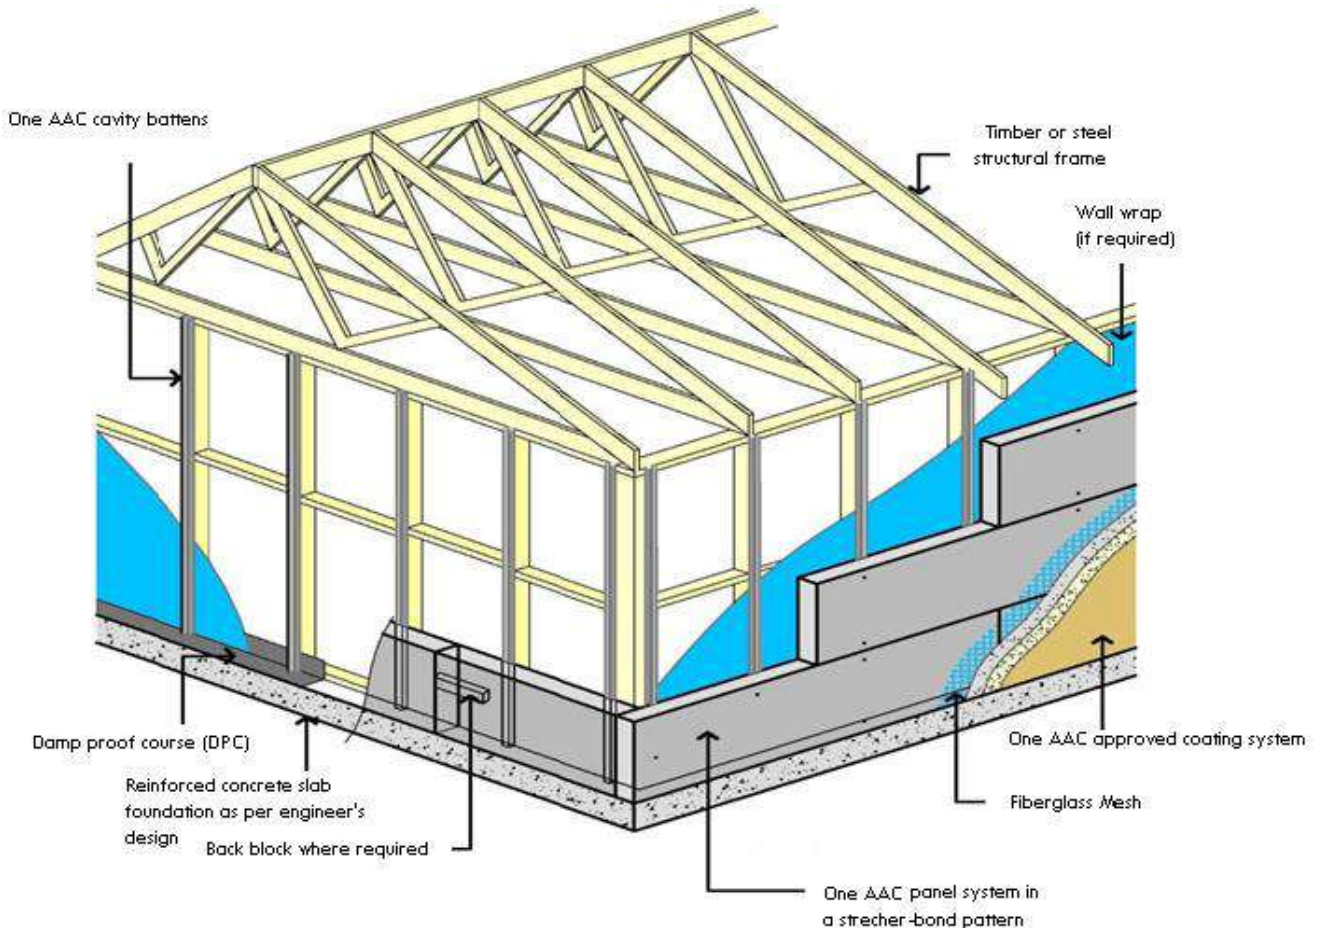 One AAC cavity battens
Timber or steel
structural frame
Wall wrap
(if required)
Damp proof course (DPC)
One AAC approved coating system
Reinforced concrete slab
foundation as per engineer's
design
Fiberglass Mesh
Back block where required
One AAC panel system in
a strecher-bond pattern